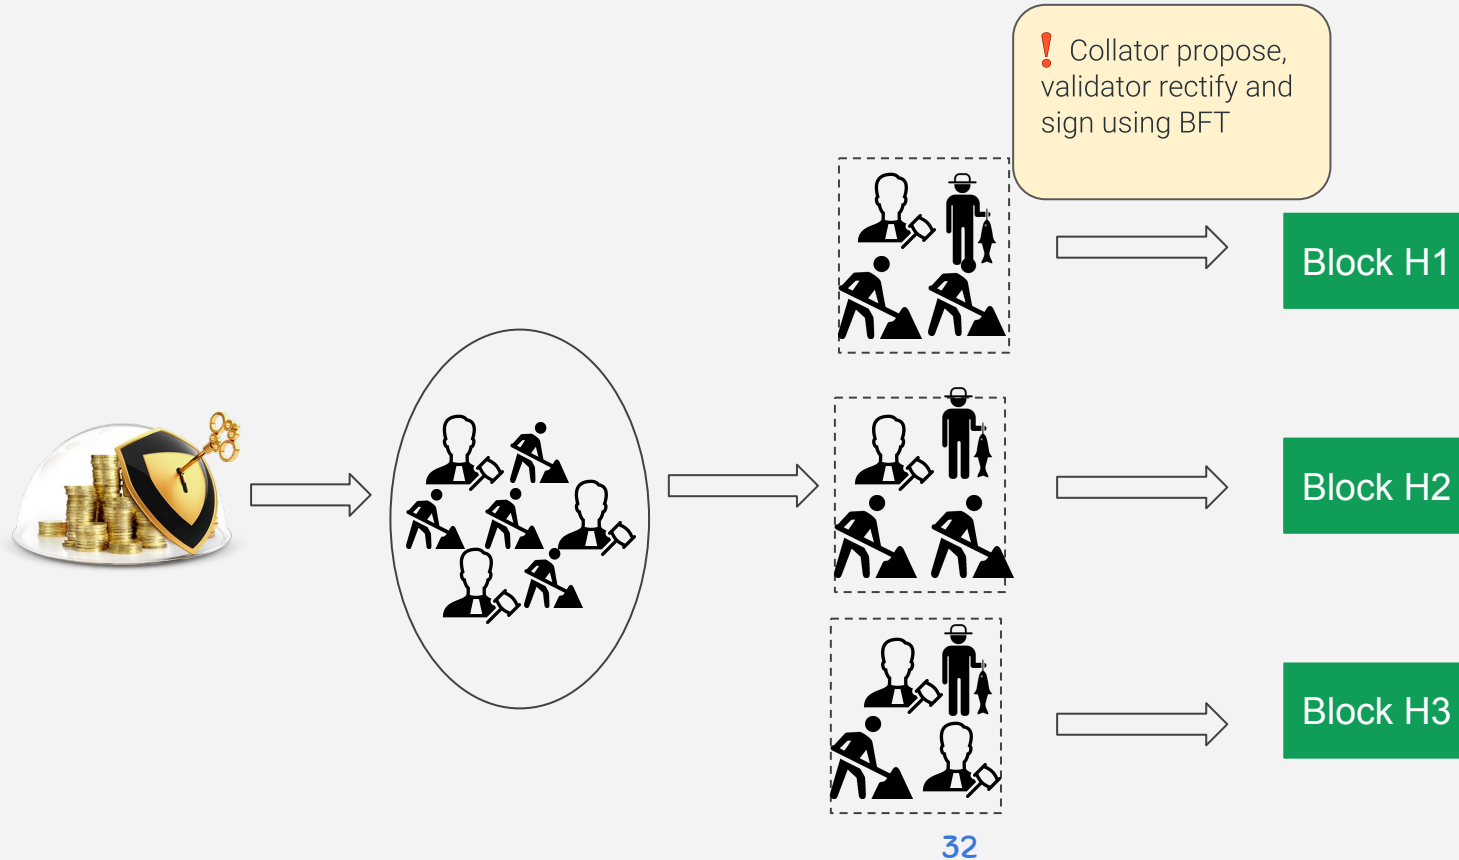 ❗ Collator propose,
validator rectify and
sign using BFT
Block H1
Block H2
Block H3
32